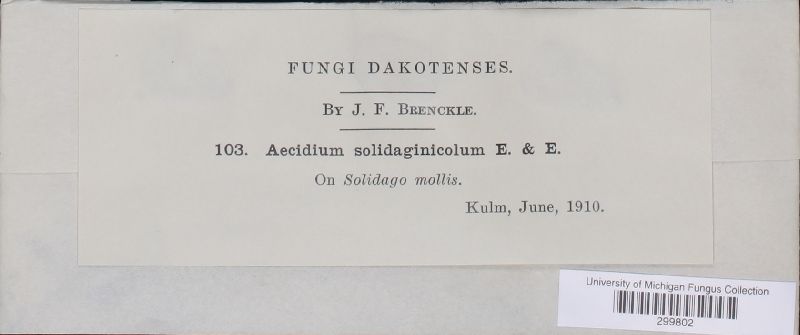 FUNGI DAKOTENSES.
BY J. F. BRENCKLE.
103. Aecidium solidaginicolum E. & E.
On Solidago mollis.
Kulm, June, 1910.
University of Michigan Fungus Collection
299802